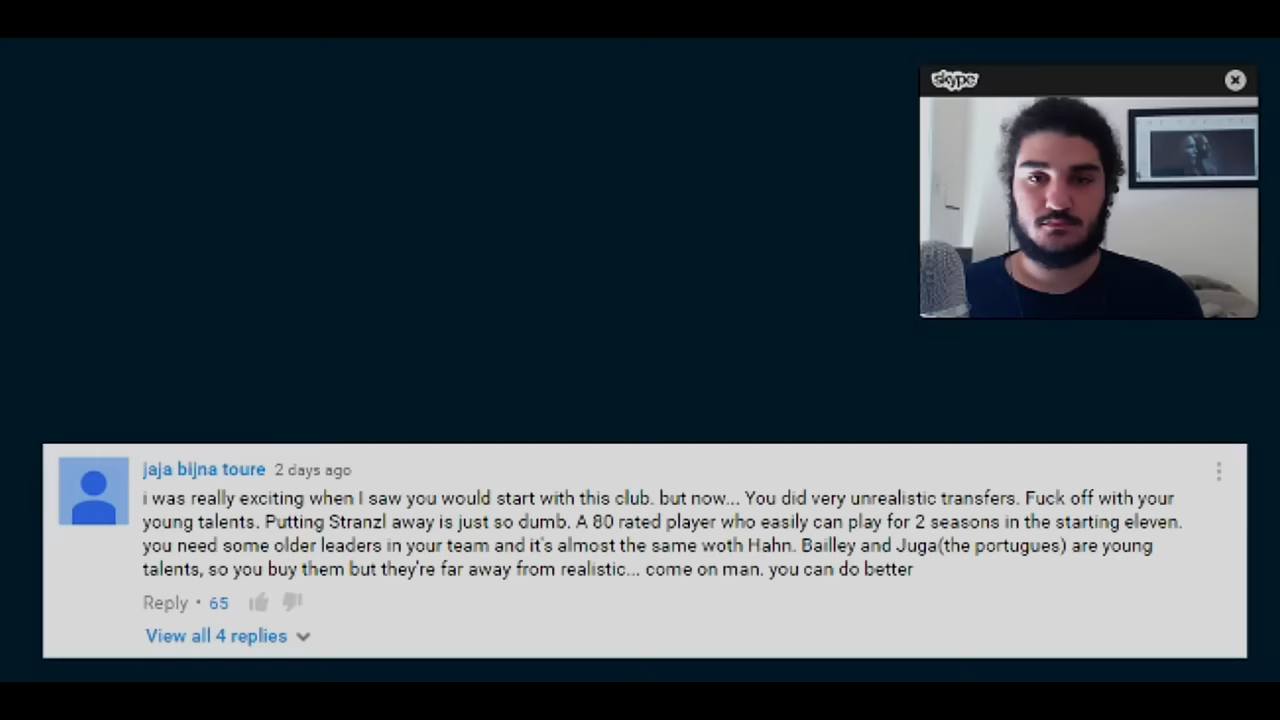 skype
jaja bijna toure 2 days ago
i was really exciting when I saw you would start with this club. but now... You did very unrealistic transfers. Fuck off with your
young talents. Putting Stranzl away is just so dumb. A 80 rated player who easily can play for 2 seasons in the starting eleven.
you need some older leaders in your team and it's almost the same woth Hahn. Bailley and Juga(the portugues) are young
talents, so you buy them but they're far away from realistic... come on man. you can do better
Reply • 65
View all 4 replies